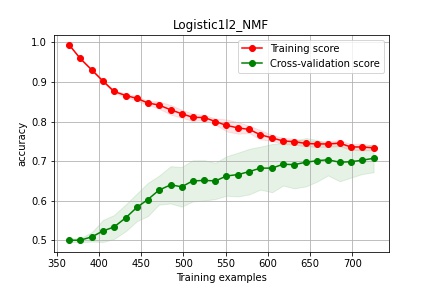 Logistic1l2_NMF
Training score
Cross-validation score
accuracy
1.0
0.9
0.8
0.7
0.6
0.5
350 400 450 500 550 600 650 700
Training examples